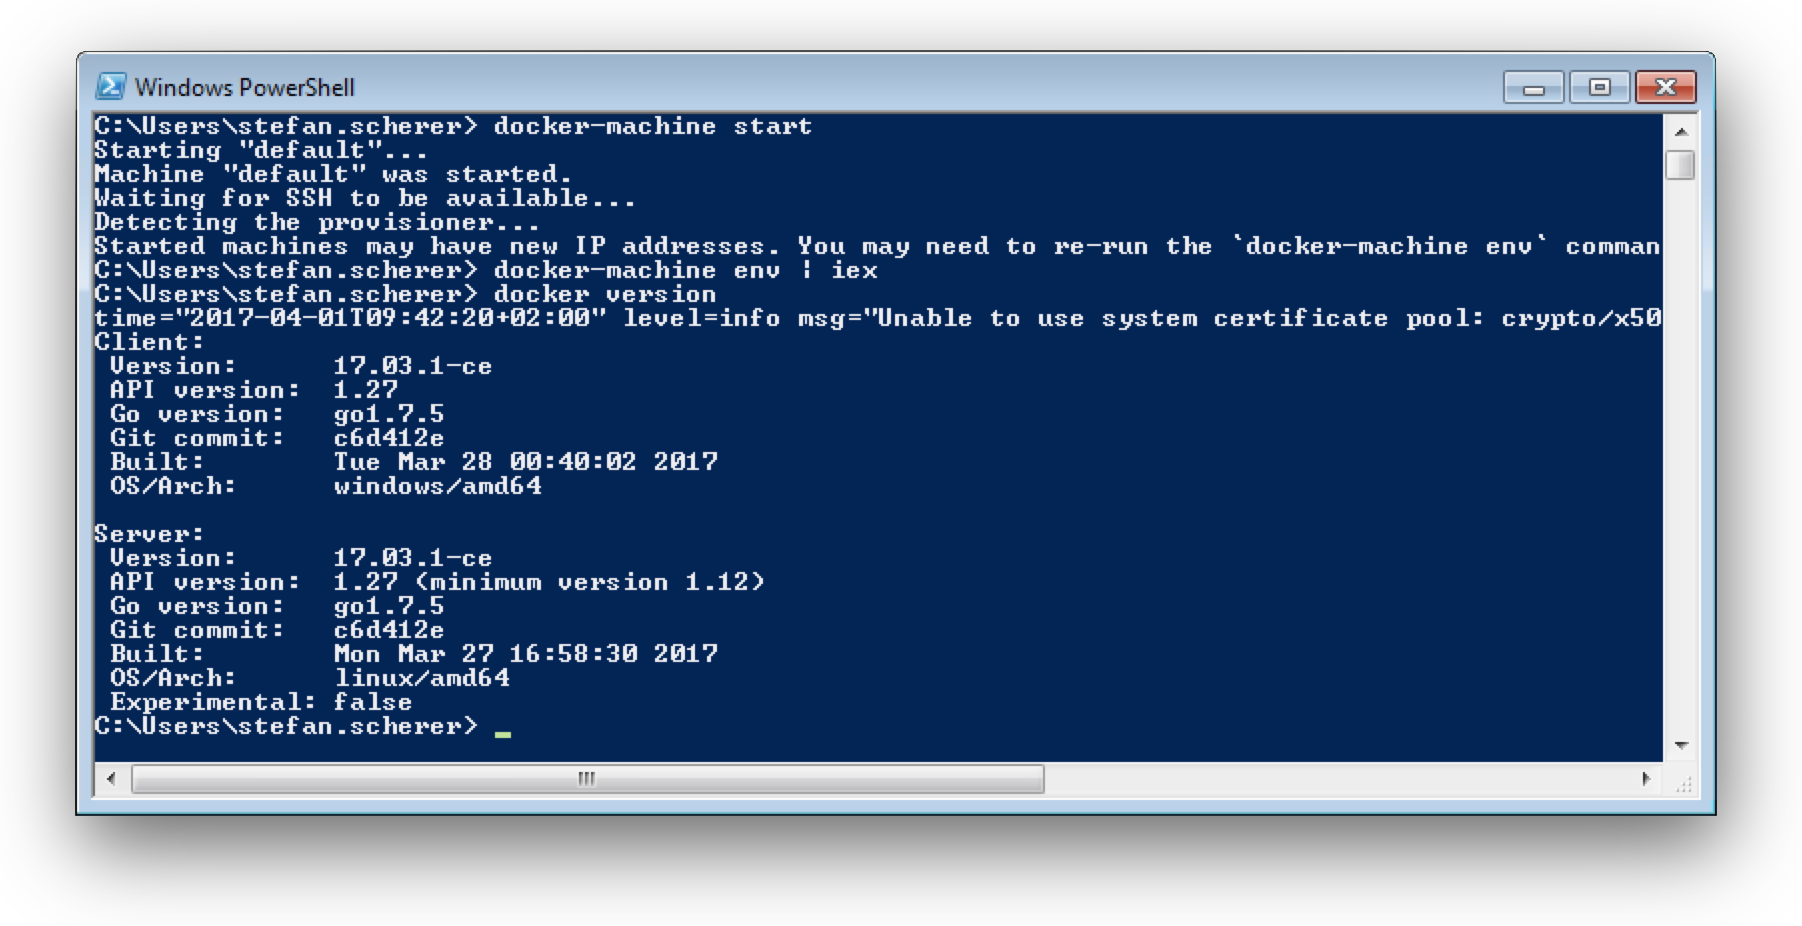 Windows PowerShell
C:\Users\stefan.scherer> docker-machine start
Starting "default"...
Machine "default" was started.
Waiting for SSH to be available...
Detecting the provisioner...
Started machines may have new IP addresses. You may need to re-run the `docker-machine env` comman
C:\Users\stefan.scherer> docker-machine env | iex
C:\Users\stefan.scherer> docker version
time="2017-04-01T09:42:20+02:00" level=info msg="Unable to use system certificate pool: crypto/x50
Client:
 Version:      17.03.1-ce
 API version:  1.27
 Go version:   go1.7.5
 Git commit:   c6d412e
 Built:        Tue Mar 28 00:40:02 2017
 OS/Arch:      windows/amd64

Server:
 Version:      17.03.1-ce
 API version:  1.27 (minimum version 1.12)
 Go version:   go1.7.5
 Git commit:   c6d412e
 Built:        Mon Mar 27 16:58:30 2017
 OS/Arch:      linux/amd64
 Experimental: false
C:\Users\stefan.scherer> _